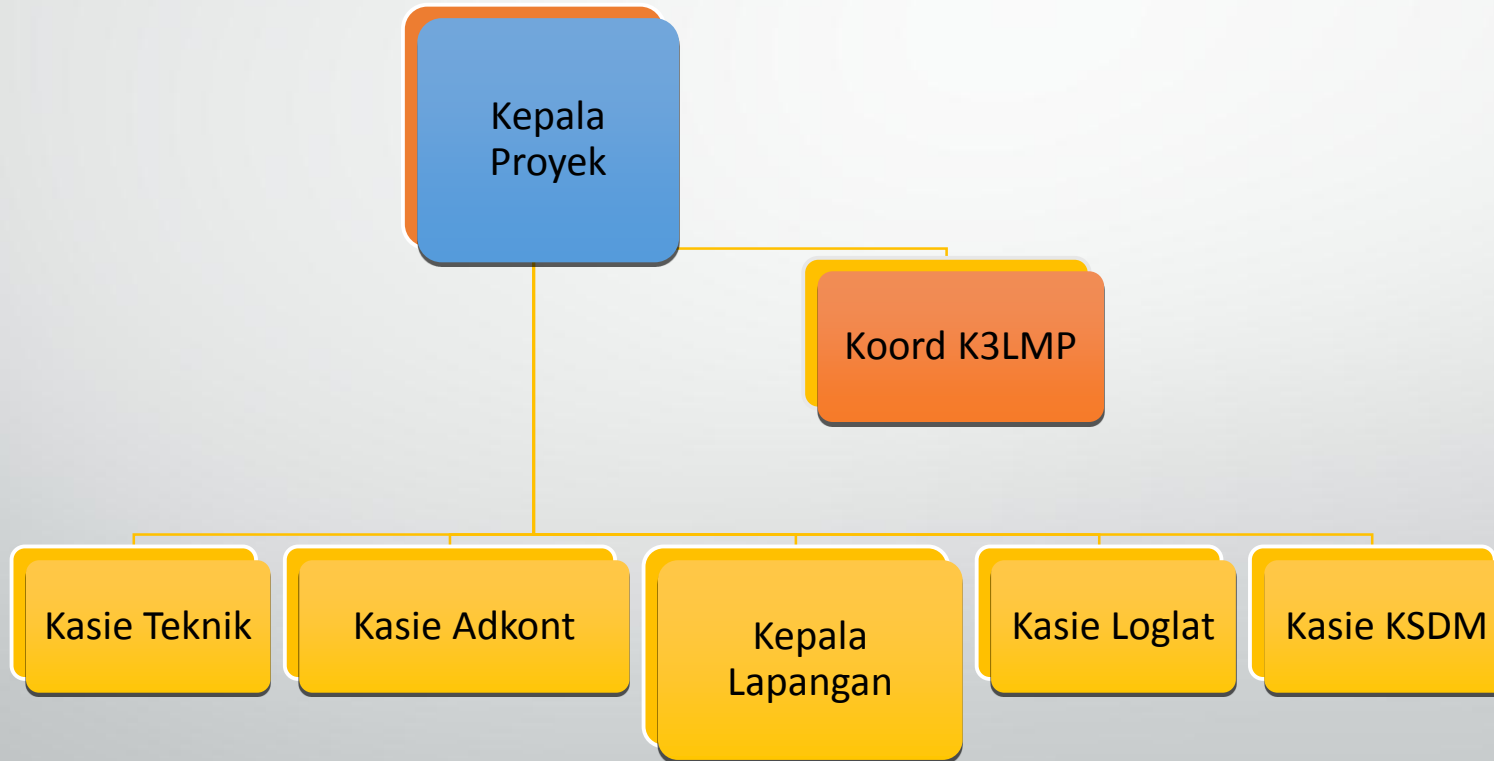 Kepala
Proyek
Koord K3LMP
Kasie Teknik
Kasie Adkont
Kepala
Lapangan
Kasie Loglat
Kasie KSDM